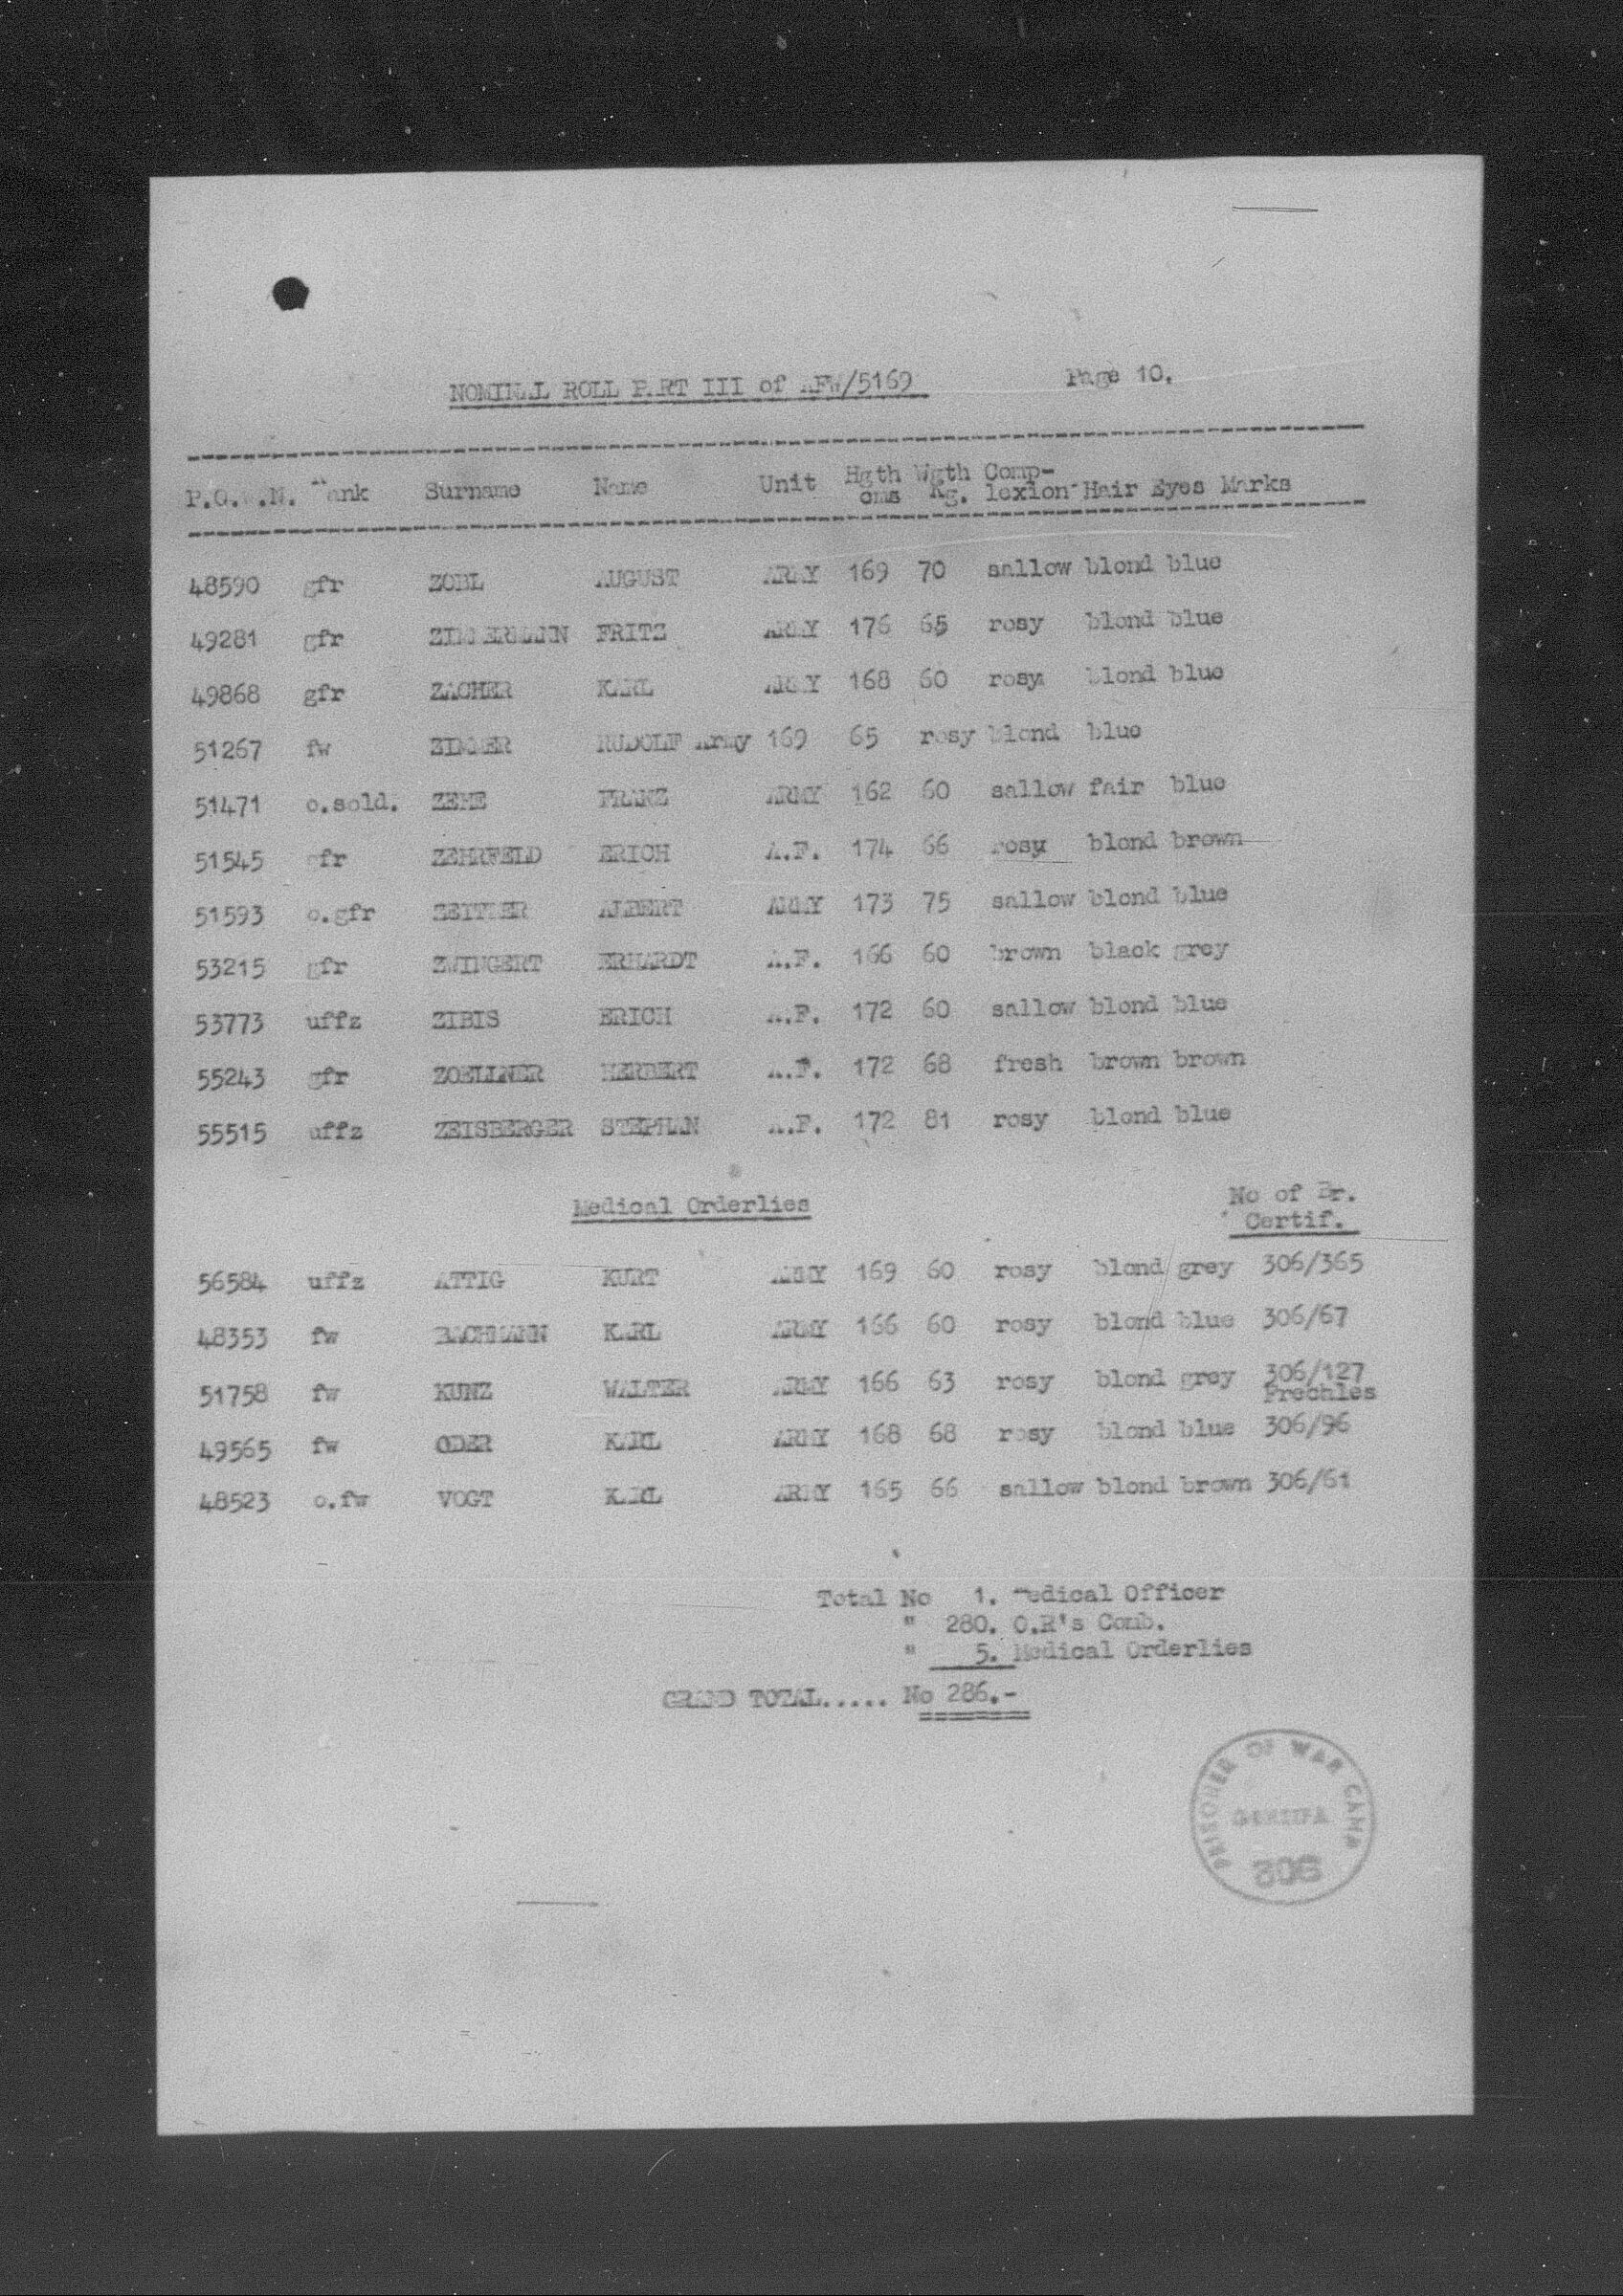 NOMINAL ROLL PART III of AFW/5169 Page 10.
P.O.W.N. Rank Surname Name Unit Hgth cms Wgth Kg. Comp-lexion Hair Eyes Marks
48590 gfr ZOBL AUGUST ARMY 169 70 sallow blond blue
49281 gfr ZIMMERMANN FRITZ ARMY 176 65 rosy blond blue
49868 gfr ZACHER KARL ARMY 168 60 rosy blond blue
51267 fw ZIMMER RUDOLF Army 169 65 rosy blond blue
51471 o.sold. ZEHE FRANZ ARMY 162 60 sallow fair blue
51545 gfr ZEHRFELD ERICH A.F. 174 66 rosy blond brown
51593 o.gfr ALBERT ARMY 173 75 sallow blond blue
53215 gfr ZWINGERT ERHARDT A.F. 166 60 brown black grey
53773 uffz ZIBIS ERICH A.F. 172 60 sallow blond blue
55243 gfr ZOELLNER HERBERT A.F. 172 68 fresh brown brown
55515 uffz ZEISBERGER STEPHAN A.F. 172 81 rosy blond blue
Medical Orderlies No of Br.
Certif.
56584 uffz ATTIG KURT ARMY 169 60 rosy blond grey 306/365
48353 fw BACHMANN KARL ARMY 166 60 rosy blond blue 306/67
51758 fw KUNZ WALTER ARMY 166 63 rosy blond grey 306/127
Frechles
49565 fw ODER KARL ARMY 168 68 rosy blond blue 306/96
48523 o.fw VOGT KARL ARMY 165 66 sallow blond brown 306/61
Total No 1. Medical Officer
" 280. O.R's Comb.
" 5. Medical Orderlies
GRAND TOTAL..... No 286.-
PRISONER OF WAR CAMP
306